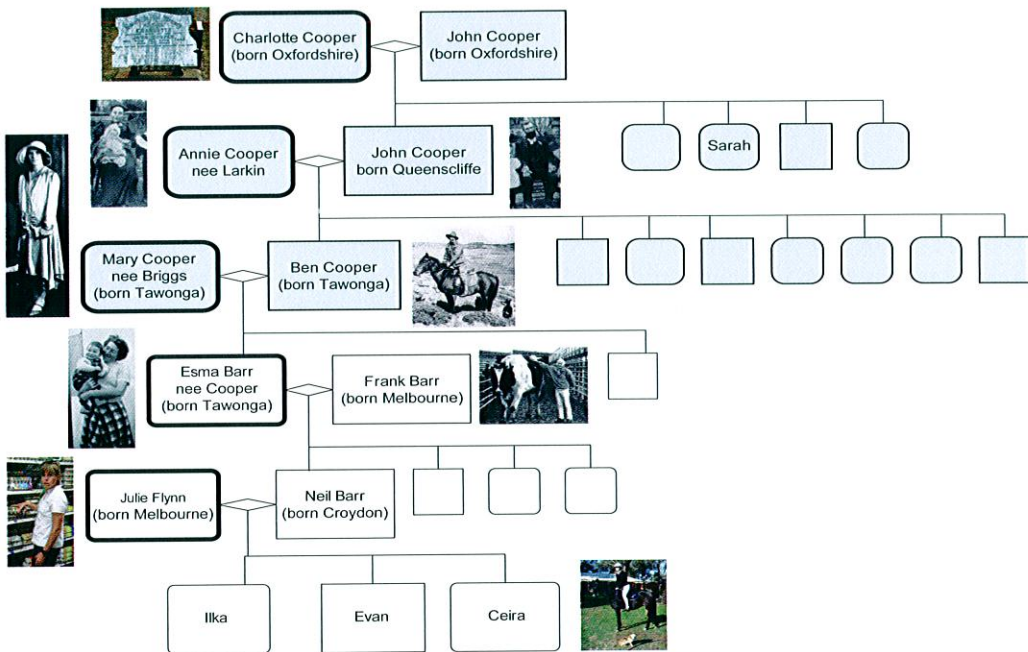 Charlotte Cooper
(born Oxfordshire)
John Cooper
(born Oxfordshire)
Sarah
Annie Cooper
nee Larkin
John Cooper
born Queenscliffe
Mary Cooper
nee Briggs
(born Tawonga)
Ben Cooper
(born Tawonga)
Esma Barr
nee Cooper
(born Tawonga)
Frank Barr
(born Melbourne)
Julie Flynn
(born Melbourne)
Neil Barr
(born Croydon)
Ilka
Evan
Ceira